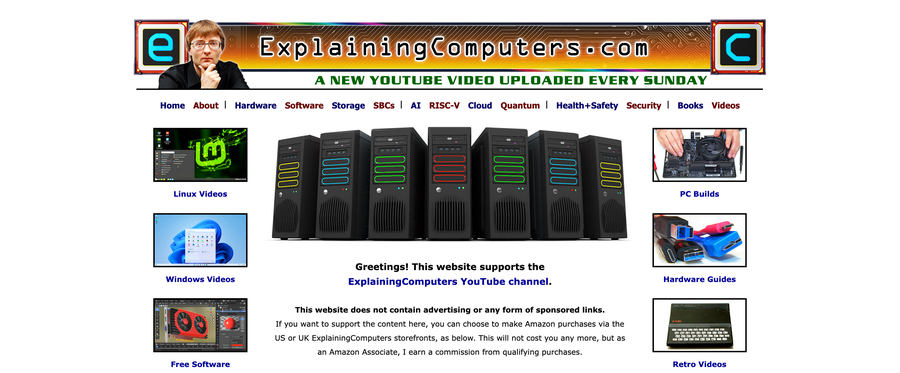 e
ExplainingComputers.com
c
A NEW YOUTUBE VIDEO UPLOADED EVERY SUNDAY
Home About | Hardware Software Storage SBCs | AI RISC-V Cloud Quantum | Health+Safety Security | Books Videos
Linux Videos
Windows Videos
Free Software
Greetings! This website supports the
ExplainingComputers YouTube channel.
This website does not contain advertising or any form of sponsored links.
If you want to support the content here, you can choose to make Amazon purchases via the
US or UK ExplainingComputers storefronts, as below. This will not cost you any more, but as
an Amazon Associate, I earn a commission from qualifying purchases.
PC Builds
Hardware Guides
Retro Videos